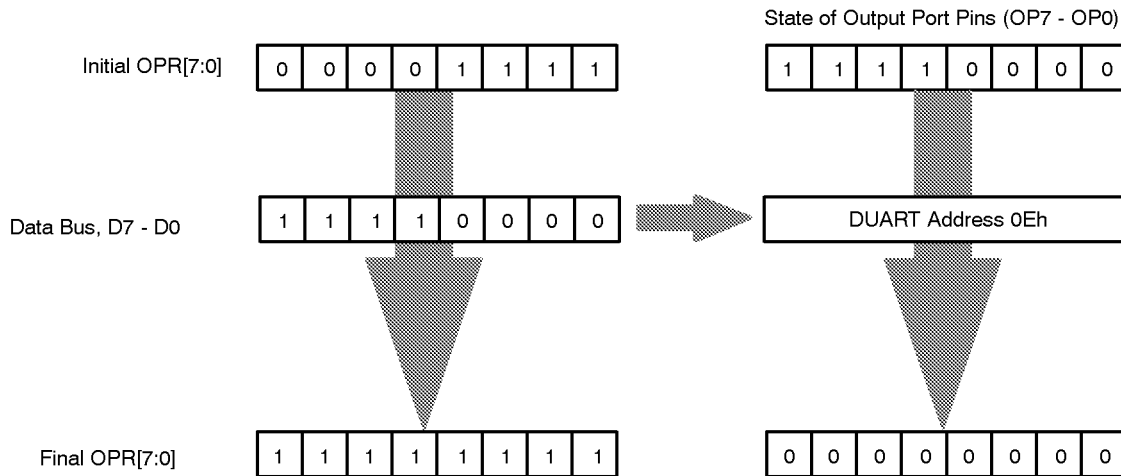 State of Output Port Pins (OP7 - OP0)
Initial OPR[7:0] 0 0 0 0 1 1 1 1 1 1 1 1 0 0 0 0
Data Bus, D7 - D0 1 1 1 1 0 0 0 0 DUART Address 0Eh
Final OPR[7:0] 1 1 1 1 1 1 1 1 0 0 0 0 0 0 0 0